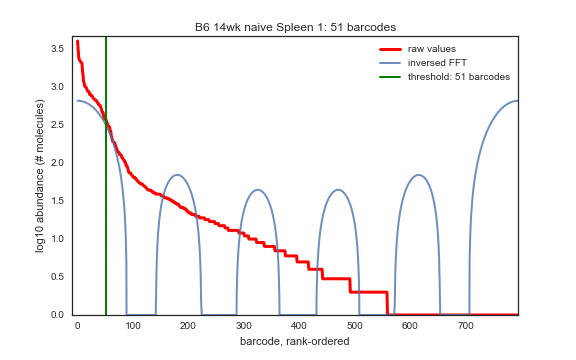 B6 14wk naive Spleen 1: 51 barcodes
raw values
inversed FFT
threshold: 51 barcodes
log10 abundance (# molecules)
3.5
3.0
2.5
2.0
1.5
1.0
0.5
0.0
0 100 200 300 400 500 600 700
barcode, rank-ordered